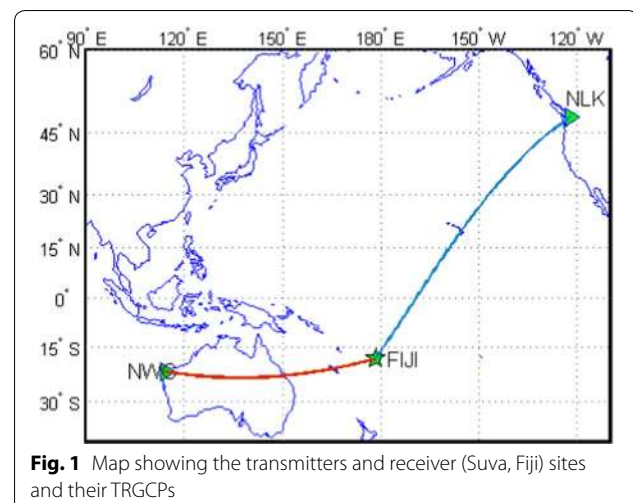 90° E 120° E 150° E 180° E 150° W 120° W
60° N
NLK
45° N
30° N
15° N
0°
15° S
NWC FIJI
30° S
Fig. 1 Map showing the transmitters and receiver (Suva, Fiji) sites
and their TRGCPs